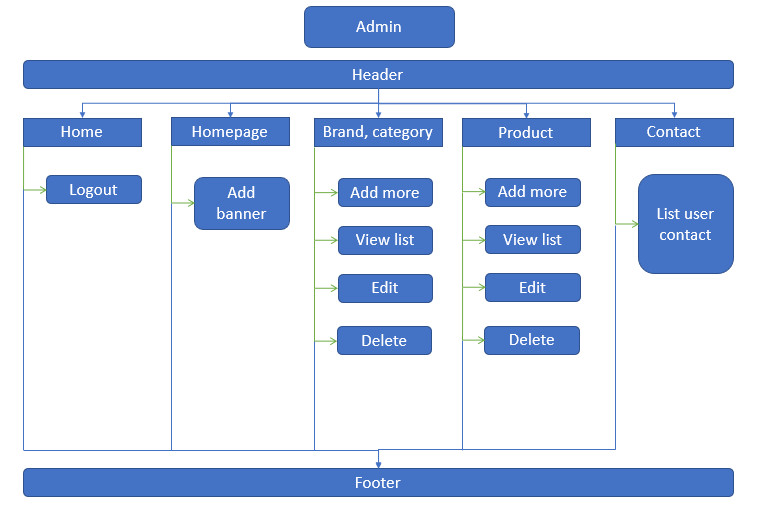 Admin
Header
Home
Homepage
Brand, category
Product
Contact
Logout
Add
banner
Add more
View list
Edit
Delete
Add more
View list
Edit
Delete
List user
contact
Footer